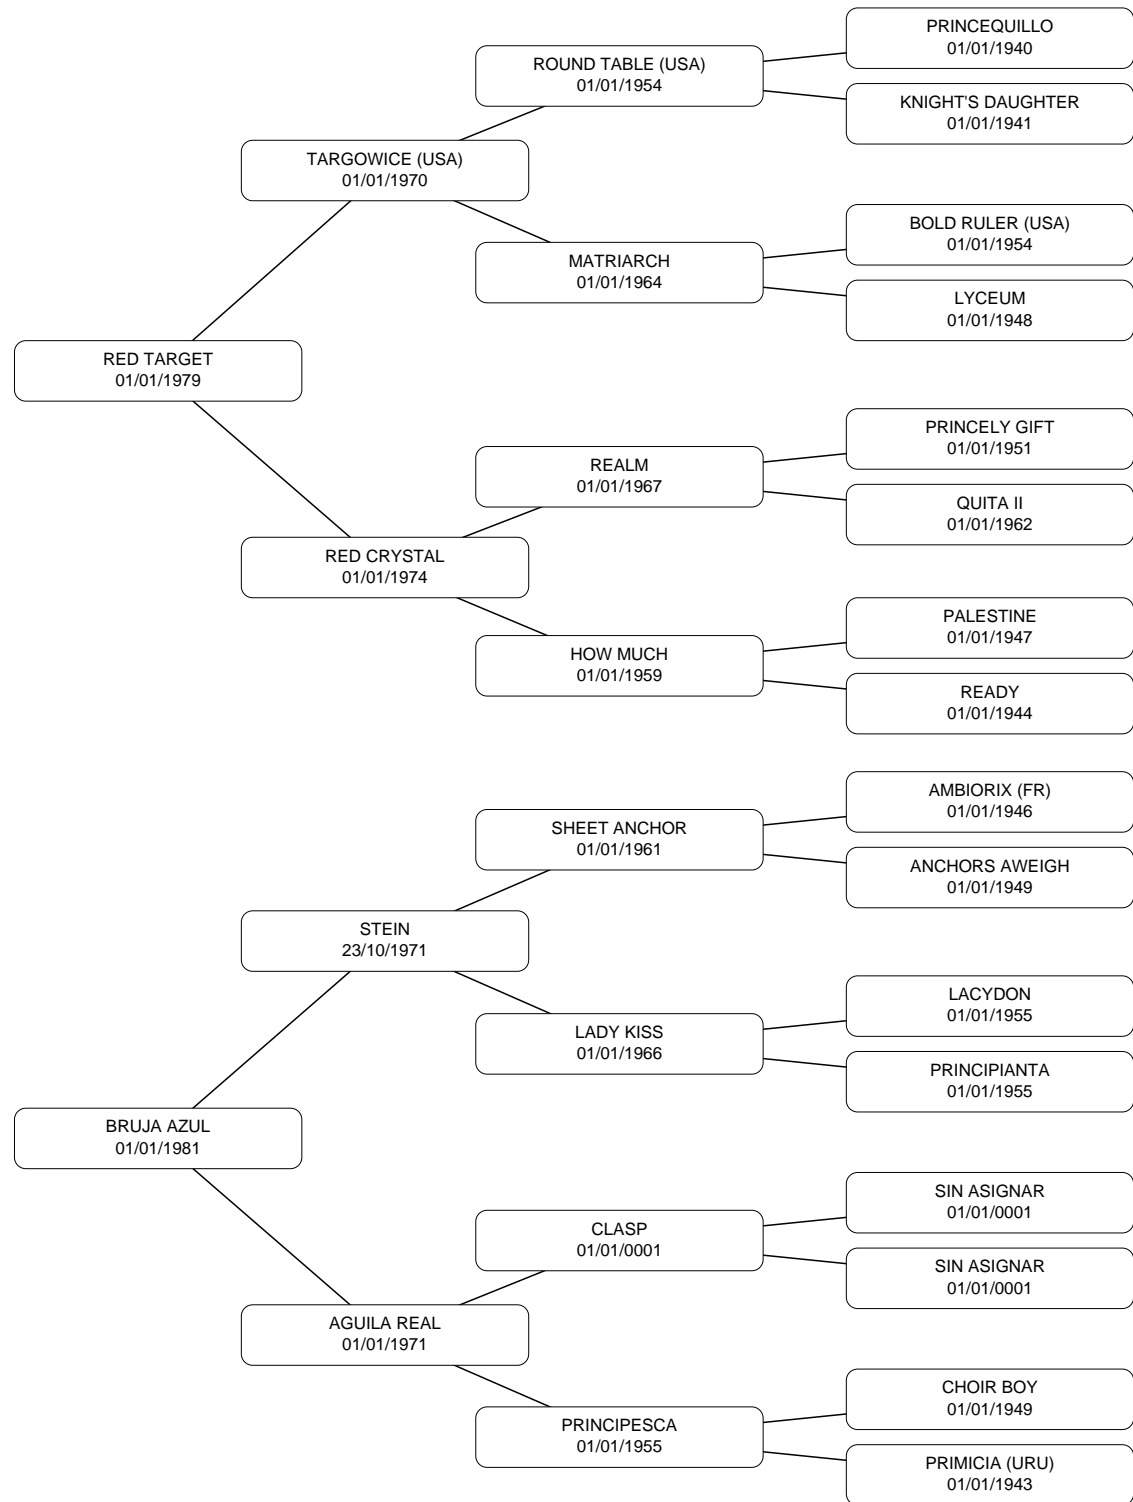 PRINCEQUILLO
01/01/1940
ROUND TABLE (USA)
01/01/1954
KNIGHT'S DAUGHTER
01/01/1941
TARGOWICE (USA)
01/01/1970
BOLD RULER (USA)
01/01/1954
MATRIARCH
01/01/1964
LYCEUM
01/01/1948
RED TARGET
01/01/1979
PRINCELY GIFT
01/01/1951
REALM
01/01/1967
QUITA II
01/01/1962
RED CRYSTAL
01/01/1974
PALESTINE
01/01/1947
HOW MUCH
01/01/1959
READY
01/01/1944
AMBIORIX (FR)
01/01/1946
SHEET ANCHOR
01/01/1961
ANCHORS AWEIGH
01/01/1949
STEIN
23/10/1971
LACYDON
01/01/1955
LADY KISS
01/01/1966
PRINCIPIANTA
01/01/1955
BRUJA AZUL
01/01/1981
SIN ASIGNAR
01/01/0001
CLASP
01/01/0001
SIN ASIGNAR
01/01/0001
AGUILA REAL
01/01/1971
CHOIR BOY
01/01/1949
PRINCIPESCA
01/01/1955
PRIMICIA (URU)
01/01/1943